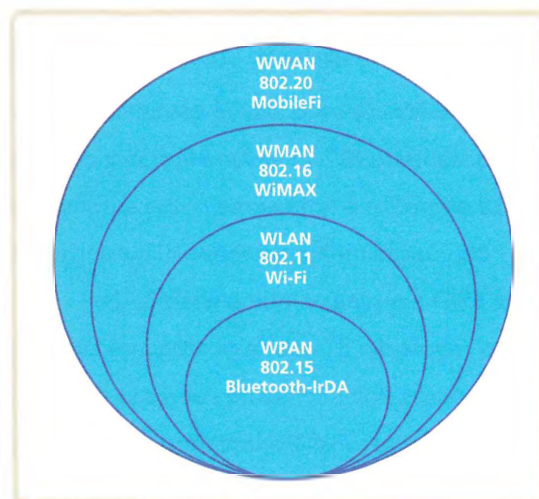 WWAN
802.20
MobileFi
WMAN
802.16
WiMAX
WLAN
802.11
Wi-Fi
WPAN
802.15
Bluetooth-IrDA